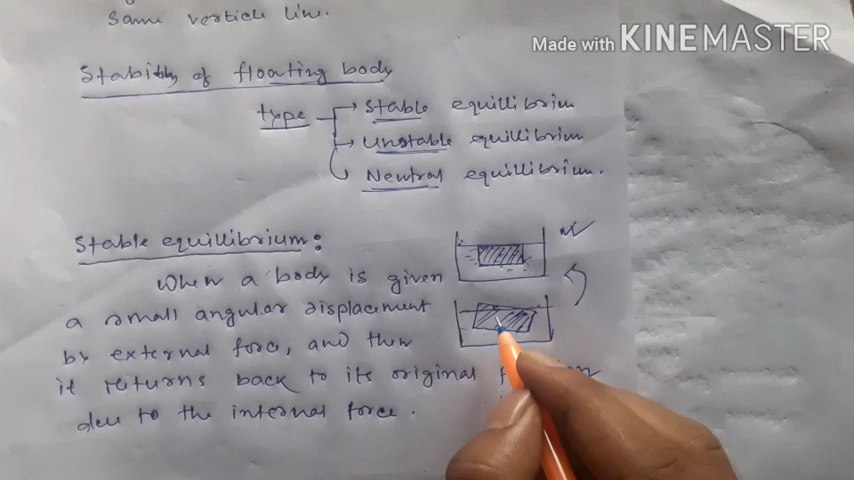 same verticle line.
Made with KINEMASTER
Stability of floating body
type → Stable equillibrium
→ Unstable equillibrium
Neutral equillibrium.
Stable equillibrium:
When a body is given
a small angular displacement
by external force, and then
it returns back to its original
due to the internal force.